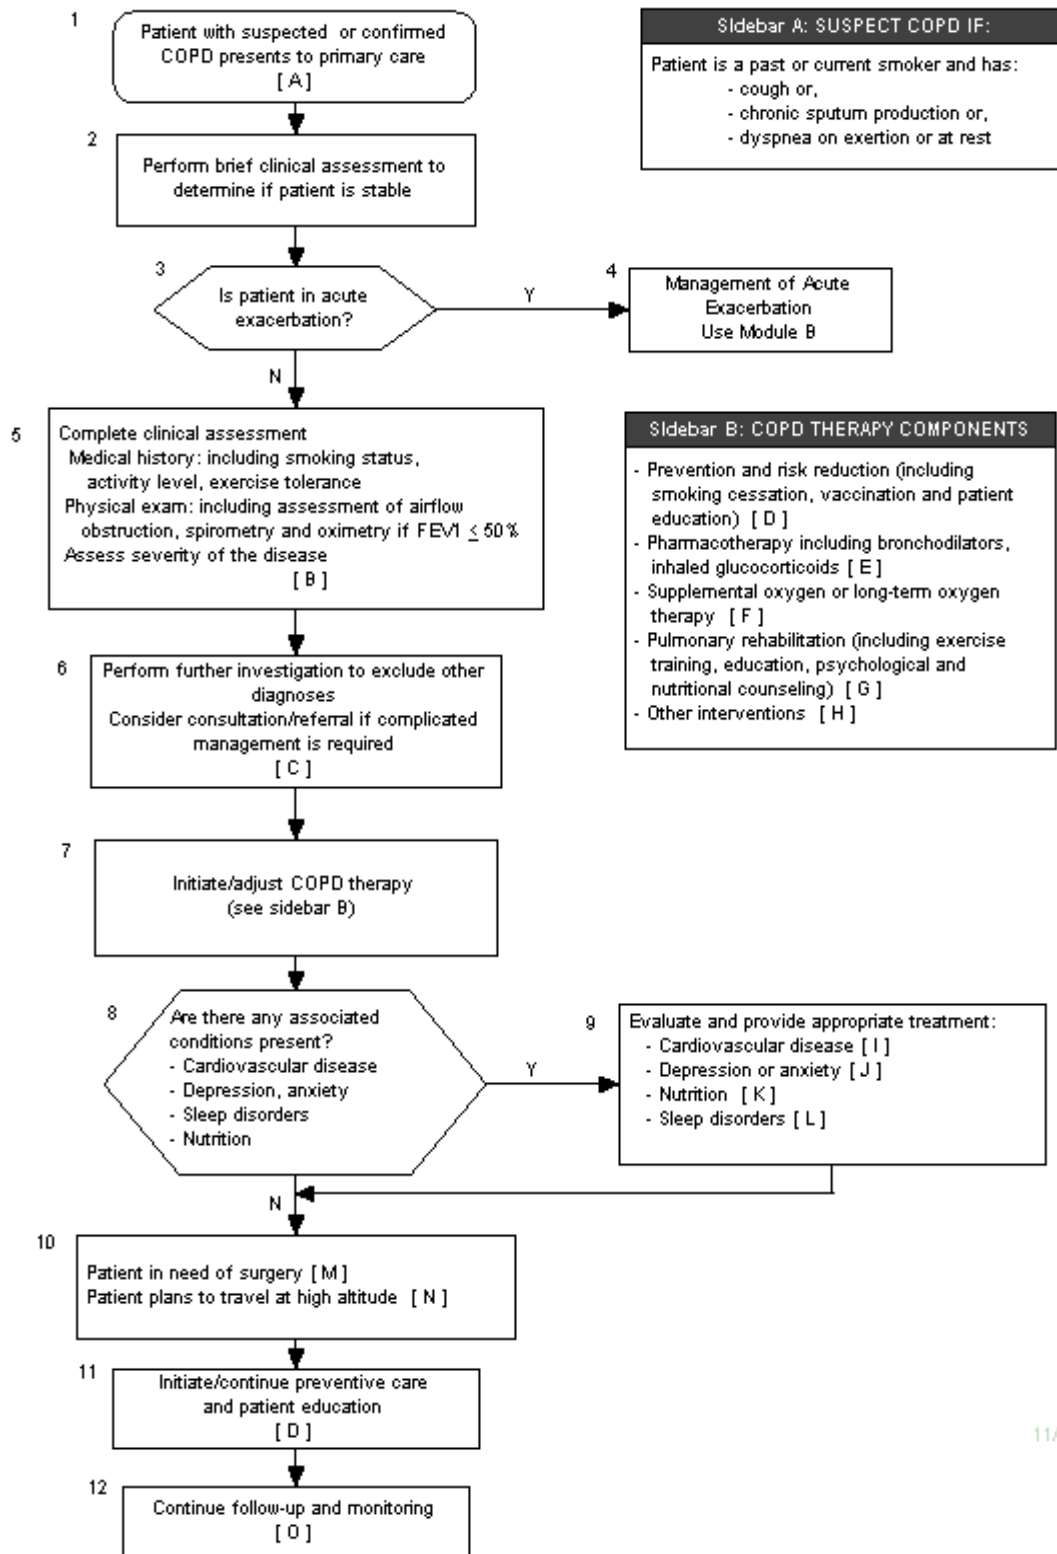 1
Patient with suspected or confirmed
COPD presents to primary care
[ A ]
Sidebar A: SUSPECT COPD IF:
Patient is a past or current smoker and has:
- cough or,
- chronic sputum production or,
- dyspnea on exertion or at rest
2
Perform brief clinical assessment to
determine if patient is stable
3
Is patient in acute
exacerbation?
Y
N
4
Management of Acute
Exacerbation
Use Module B
5
Complete clinical assessment
Medical history: including smoking status,
activity level, exercise tolerance
Physical exam: including assessment of airflow
obstruction, spirometry and oximetry if FEV1 ≤ 50%
Assess severity of the disease
[ B ]
Sidebar B: COPD THERAPY COMPONENTS
- Prevention and risk reduction (including
smoking cessation, vaccination and patient
education) [ D ]
- Pharmacotherapy including bronchodilators,
inhaled glucocorticoids [ E ]
- Supplemental oxygen or long-term oxygen
therapy [ F ]
- Pulmonary rehabilitation (including exercise
training, education, psychological and
nutritional counseling) [ G ]
- Other interventions [ H ]
6
Perform further investigation to exclude other
diagnoses
Consider consultation/referral if complicated
management is required
[ C ]
7
Initiate/adjust COPD therapy
(see sidebar B)
8
Are there any associated
conditions present?
- Cardiovascular disease
- Depression, anxiety
- Sleep disorders
- Nutrition
Y
N
9
Evaluate and provide appropriate treatment:
- Cardiovascular disease [ I ]
- Depression or anxiety [ J ]
- Nutrition [ K ]
- Sleep disorders [ L ]
10
Patient in need of surgery [ M ]
Patient plans to travel at high altitude [ N ]
11
Initiate/continue preventive care
and patient education
[ D ]
11/
12
Continue follow-up and monitoring
[ O ]